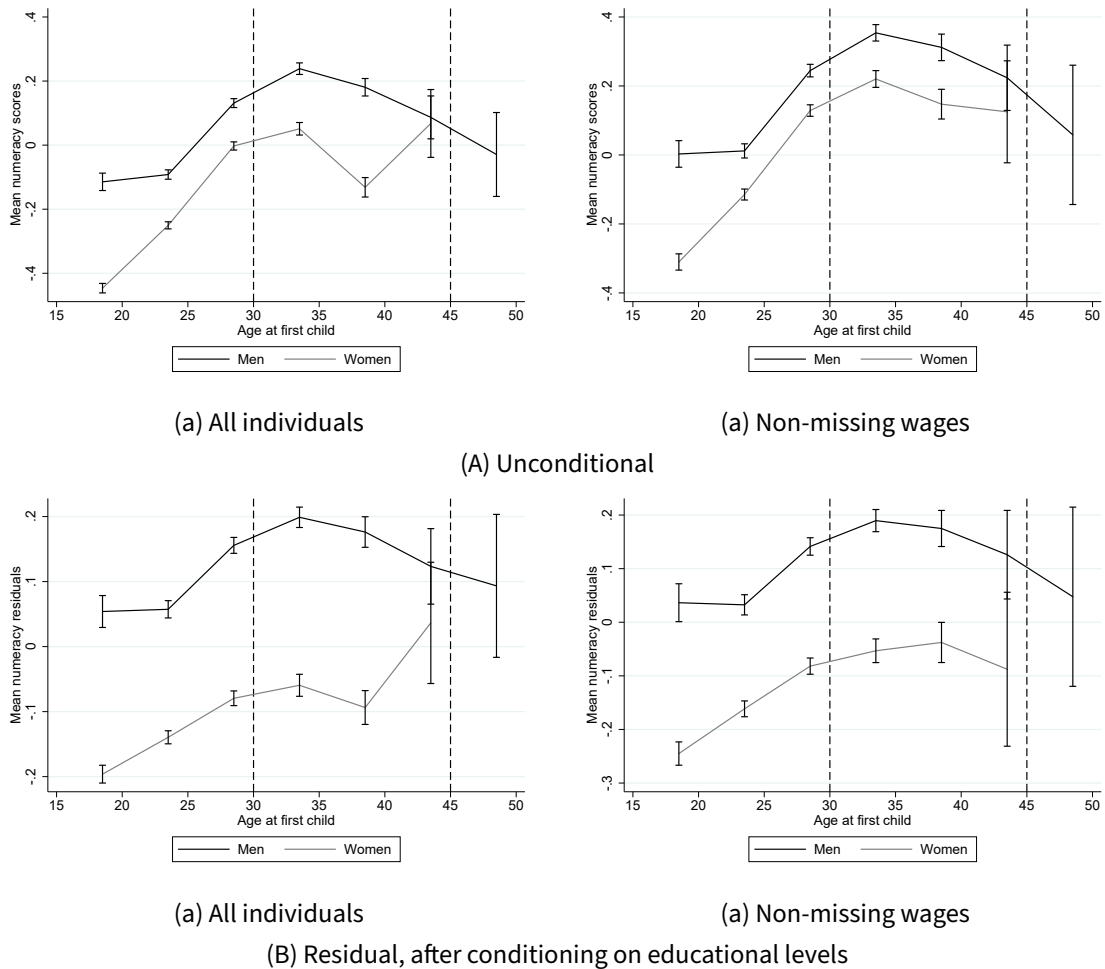 Mean numeracy scores
.4
.2
0
-.2
-.4
15 20 25 30 35 40 45 50
Age at first child
Men Women
(a) All individuals
Mean numeracy scores
.4
.2
0
-.2
-.4
15 20 25 30 35 40 45 50
Age at first child
Men Women
(a) Non-missing wages
(A) Unconditional
Mean numeracy residuals
.2
.1
0
-.1
-.2
15 20 25 30 35 40 45 50
Age at first child
Men Women
(a) All individuals
Mean numeracy residuals
.2
.1
0
-.1
-.2
-.3
15 20 25 30 35 40 45 50
Age at first child
Men Women
(a) Non-missing wages
(B) Residual, after conditioning on educational levels